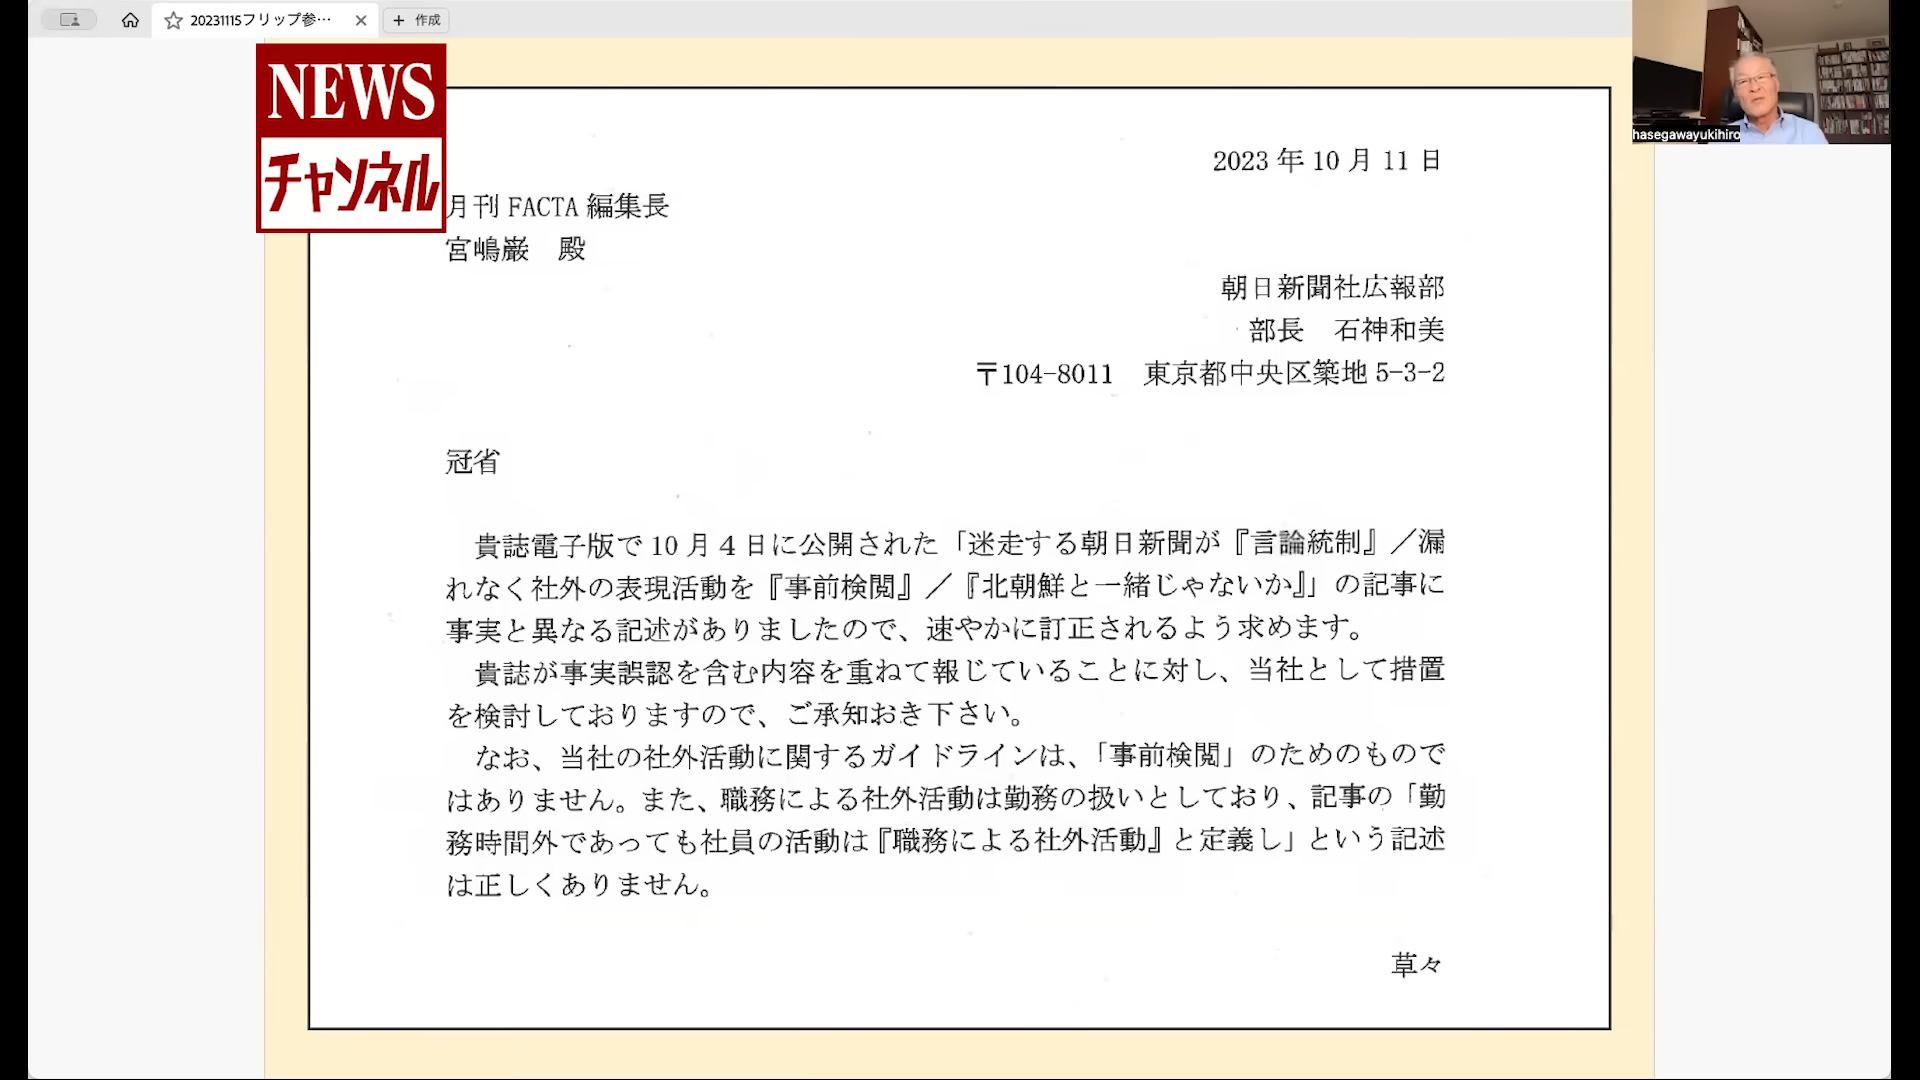 20231115フリップ参…
作成
NEWS
チャンネル
hasegawayukihiro
2023 年 10 月 11 日
月刊 FACTA 編集長
宮嶋巌　殿
朝日新聞社広報部
部長　石神和美
〒104-8011　東京都中央区築地 5-3-2
冠省
貴誌電子版で 10 月 4 日に公開された「迷走する朝日新聞が『言論統制』／漏
れなく社外の表現活動を『事前検閲』／『北朝鮮と一緒じゃないか』」の記事に
事実と異なる記述がありましたので、速やかに訂正されるよう求めます。
貴誌が事実誤認を含む内容を重ねて報じていることに対し、当社として措置
を検討しておりますので、ご承知おき下さい。
なお、当社の社外活動に関するガイドラインは、「事前検閲」のためのもので
はありません。また、職務による社外活動は勤務の扱いとしており、記事の「勤
務時間外であっても社員の活動は『職務による社外活動』と定義し」という記述
は正しくありません。
草々